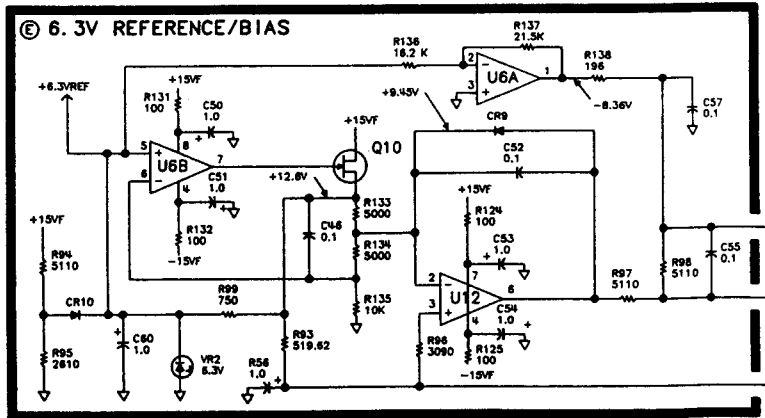 Ⓔ 6.3V REFERENCE/BIAS
R137
21.5K
R136
16.2 K
R138
196
2
U6A
1
3
-8.36V
+15VF
+6.3VREF
R131
100
C50
1.0
+9.45V
CR9
C57
0.1
+15VF
Q10
5
8
U6B
7
6
4
C51
1.0
C52
0.1
+12.6V
R133
5000
+15VF
R132
100
-15VF
C46
0.1
R134
5000
+15VF
R124
100
C53
1.0
R94
5110
R98
5110
C55
0.1
CR10
R99
750
R135
10K
2
7
U12
6
3
4
R97
5110
C54
1.0
R95
2610
C60
1.0
VR2
6.3V
R93
519.62
R56
1.0
R96
3090
R125
100
-15VF